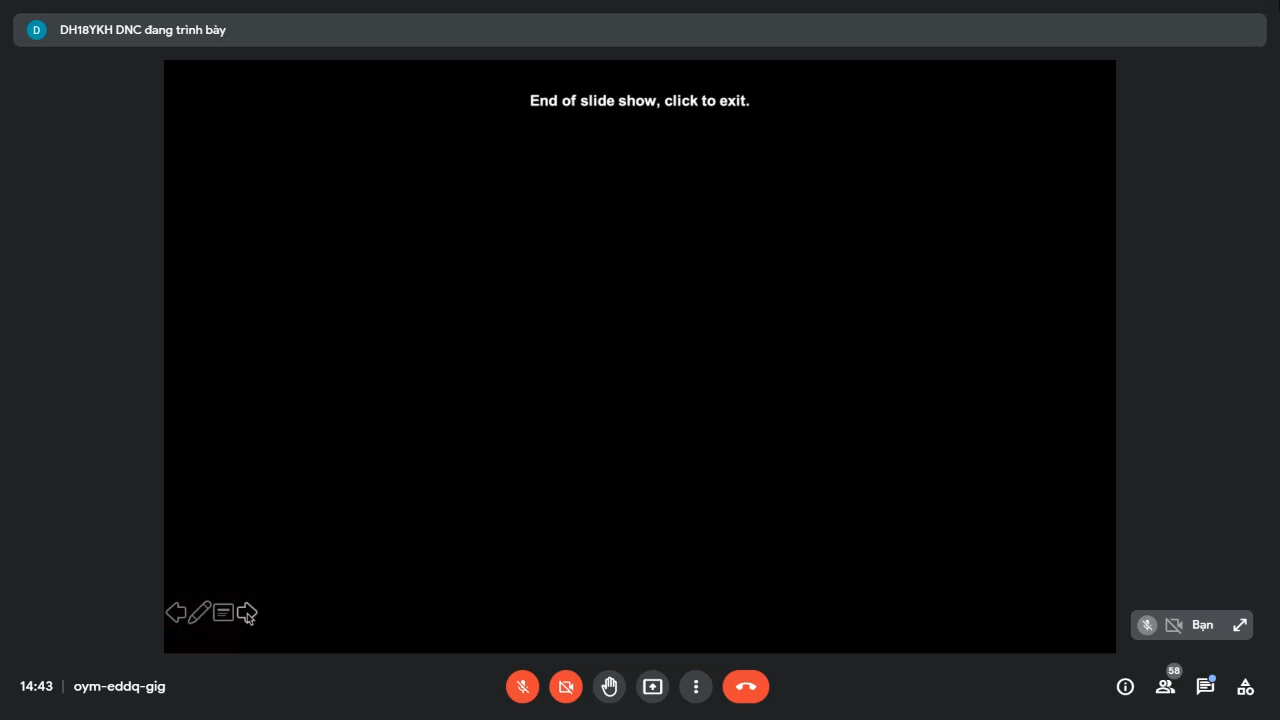 D
DH18YKH DNC đang trình bày
End of slide show, click to exit.
Bạn
14:43 | oym-eddq-gig
58